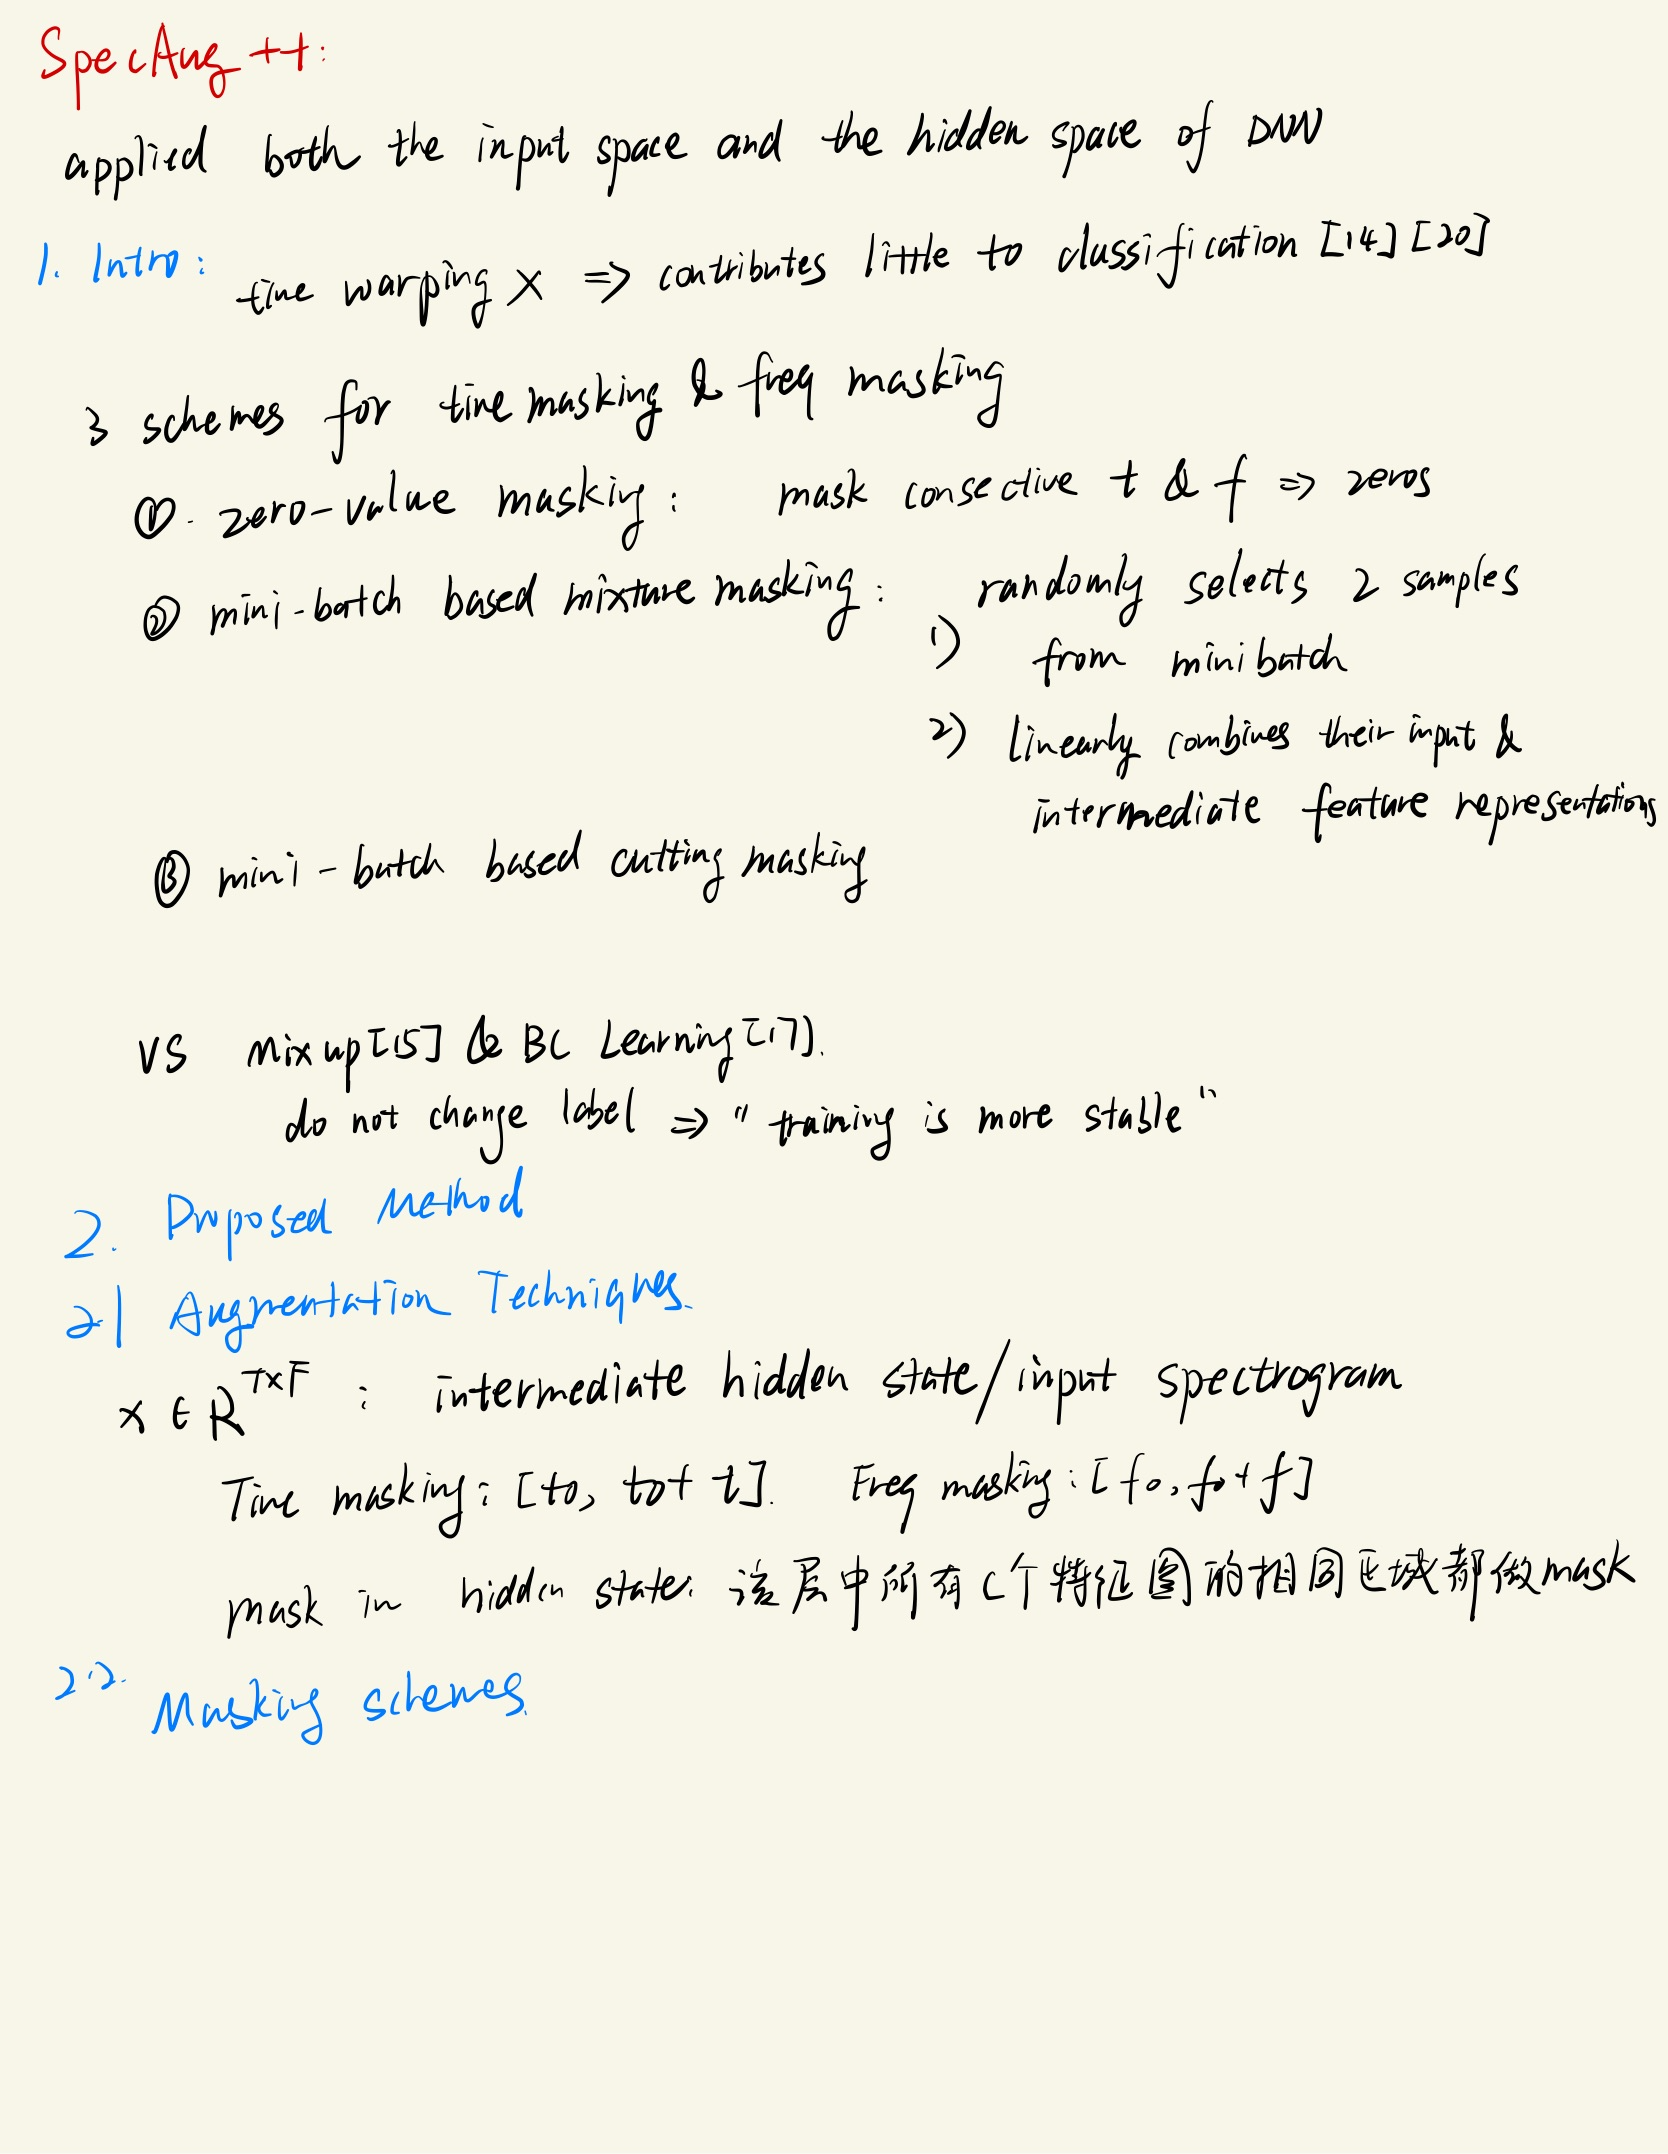 SpecAug++:
applied both the input space and the hidden space of DNN
1. Intro:
time warping X => contributes little to classification [14][20]
3 schemes for time masking & freq masking
①. zero-value masking: mask consective t & f => zeros
② mini-batch based mixture masking: randomly selects 2 samples
1) from minibatch
2) linearly combines their input &
intermediate feature representations
③ mini-batch based cutting masking
VS Mixup[15] & BC Learning[17].
do not change label => "training is more stable"
2. Proposed Method
2.1 Augmentation Techniques.
x ∈ R^{T×F} : intermediate hidden state/input spectrogram
Time masking: [t0, t0+t]. Freq masking: [f0, f0+f]
mask in hidden state: 该层中所有C个特征图的相同区域都做mask
2.2. Masking schemes.